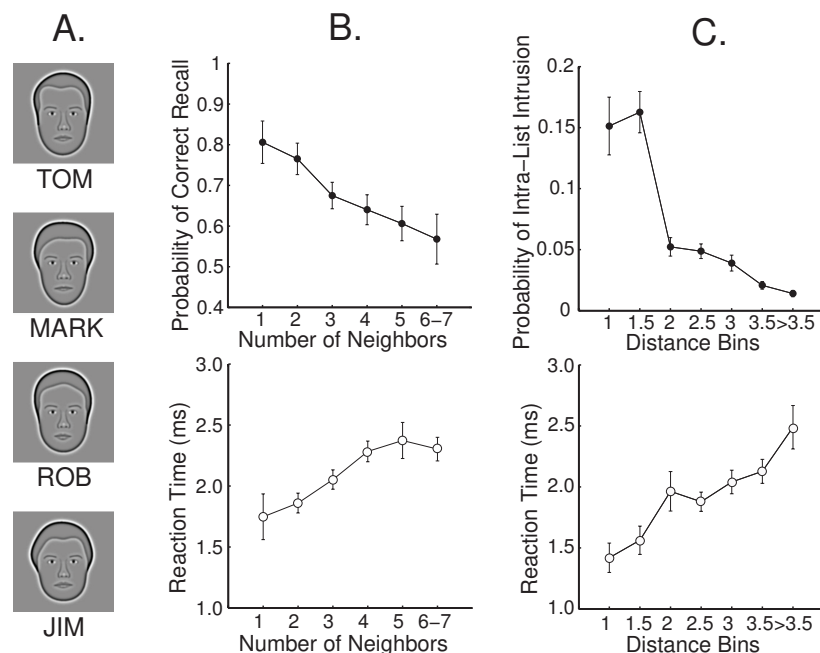 A.
TOM
MARK
ROB
JIM
B.
Probability of Correct Recall
1
0.9
0.8
0.7
0.6
0.5
0.4
1 2 3 4 5 6−7
Number of Neighbors
Reaction Time (ms)
3.0
2.5
2.0
1.5
1.0
1 2 3 4 5 6−7
Number of Neighbors
C.
Probability of Intra−List Intrusion
0.2
0.15
0.1
0.05
0
1 1.5 2 2.5 3 3.5 >3.5
Distance Bins
Reaction Time (ms)
3.0
2.5
2.0
1.5
1.0
1 1.5 2 2.5 3 3.5 >3.5
Distance Bins